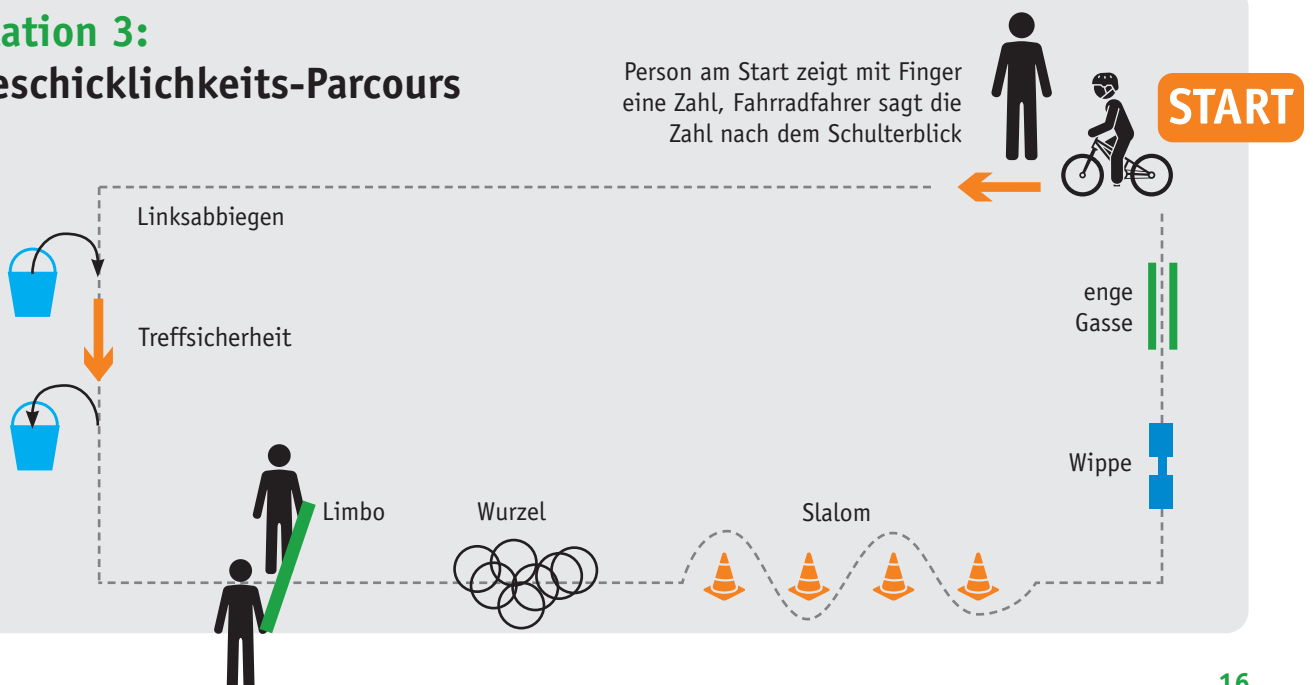 ation 3:
eschicklichkeits-Parcours
Person am Start zeigt mit Finger
eine Zahl, Fahrradfahrer sagt die
Zahl nach dem Schulterblick
START
Linksabbiegen
Treffsicherheit
enge
Gasse
Wippe
Limbo
Wurzel
Slalom
16